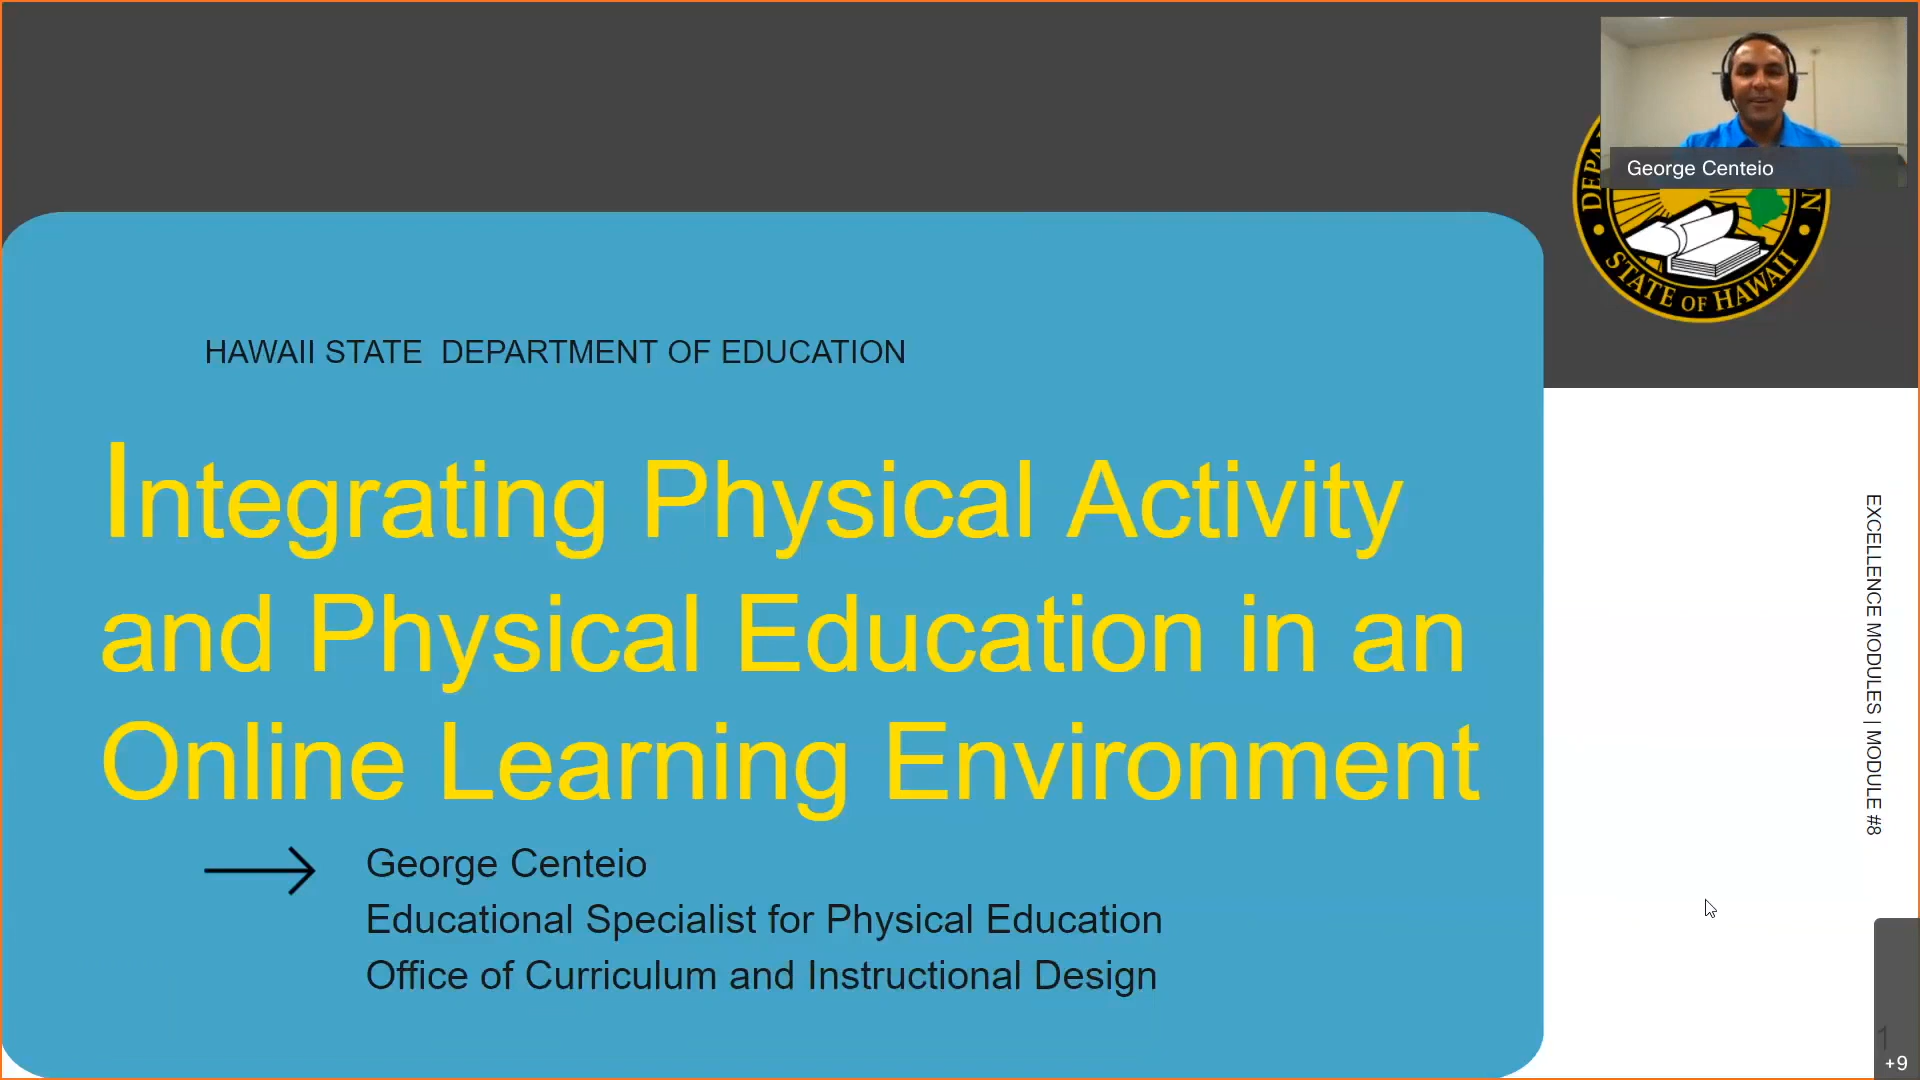 George Centeio
STATE OF HAWAII
HAWAII STATE  DEPARTMENT OF EDUCATION
Integrating Physical Activity
and Physical Education in an
Online Learning Environment
George Centeio
Educational Specialist for Physical Education
Office of Curriculum and Instructional Design
EXCELLENCE MODULES | MODULE #8
1
+9